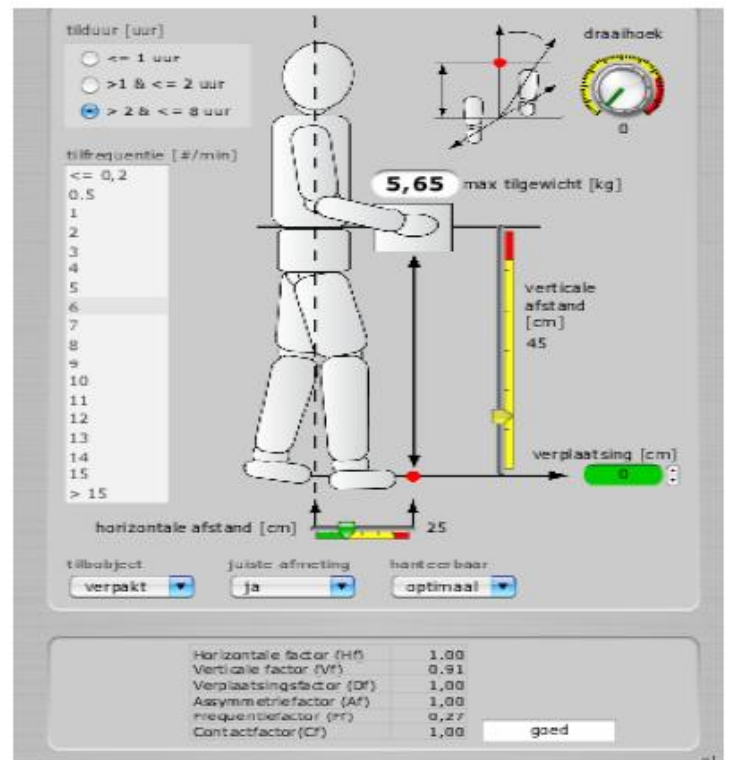 tilduur [uur]
<= 1 uur
>1 & <= 2 uur
> 2 & <= 8 uur
draaihoek
0
tilfrequentie [#/min]
<= 0,2
0.5
1
2
3
4
5
6
7
8
9
10
11
12
13
14
15
> 15
5,65 max tilgewicht [kg]
verticale
afstand
[cm]
45
verplaatsing [cm]
0
horizontale afstand [cm]
25
tilobject
juiste afmeting
hanteerbaar
verpakt
ja
optimaal
Horizontale factor (Hf) 1.00
Verticale factor (Vf) 0.91
Verplaatsingsfactor (Df) 1,00
Assymmetriefactor (Af) 1,00
Frequentiefactor (Ff) 0,27
Contactfactor(Cf) 1,00
goed